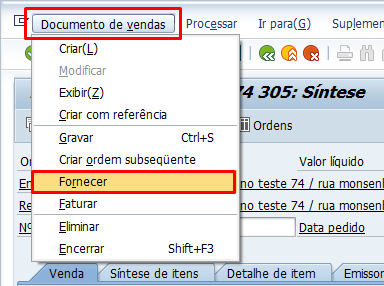 Documento de vendas Processar Ir para(G) Suplemen
Criar(L)
Modificar
Exibir(Z)
74 305: Síntese
Criar com referência
Ordens
Gravar Ctrl+S
Criar ordem subseqüente
Valor líquido
Fornecer
no teste 74 / rua monsenh
Faturar
no teste 74 / rua monsenh
Eliminar
Nº Data pedido
Encerrar Shift+F3
Venda Síntese de itens Detalhe de item Emissor